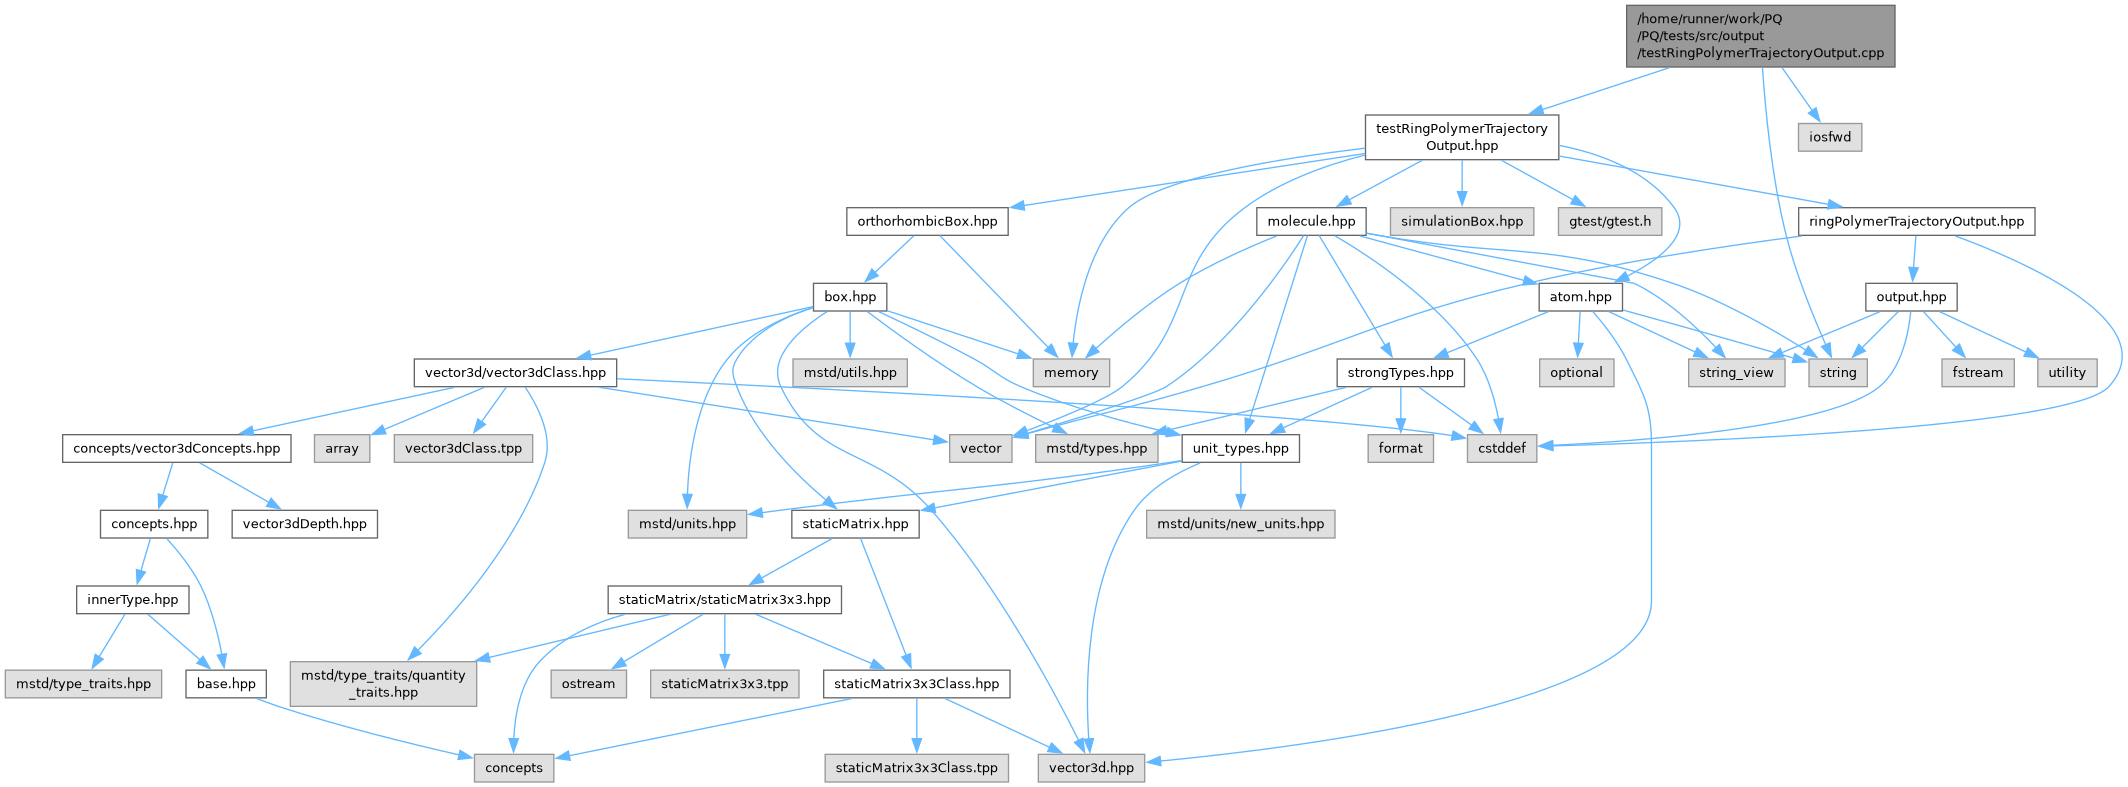 /home/runner/work/PQ
/PQ/tests/src/output
/testRingPolymerTrajectoryOutput.cpp
testRingPolymerTrajectory
Output.hpp
iosfwd
orthorhombicBox.hpp
molecule.hpp
simulationBox.hpp
gtest/gtest.h
ringPolymerTrajectoryOutput.hpp
box.hpp
atom.hpp
output.hpp
vector3d/vector3dClass.hpp
mstd/utils.hpp
memory
strongTypes.hpp
optional
string_view
string
fstream
utility
concepts/vector3dConcepts.hpp
array
vector3dClass.tpp
vector
mstd/types.hpp
unit_types.hpp
format
cstddef
concepts.hpp
vector3dDepth.hpp
mstd/units.hpp
staticMatrix.hpp
mstd/units/new_units.hpp
innerType.hpp
staticMatrix/staticMatrix3x3.hpp
mstd/type_traits.hpp
base.hpp
mstd/type_traits/quantity
_traits.hpp
ostream
staticMatrix3x3.tpp
staticMatrix3x3Class.hpp
concepts
staticMatrix3x3Class.tpp
vector3d.hpp